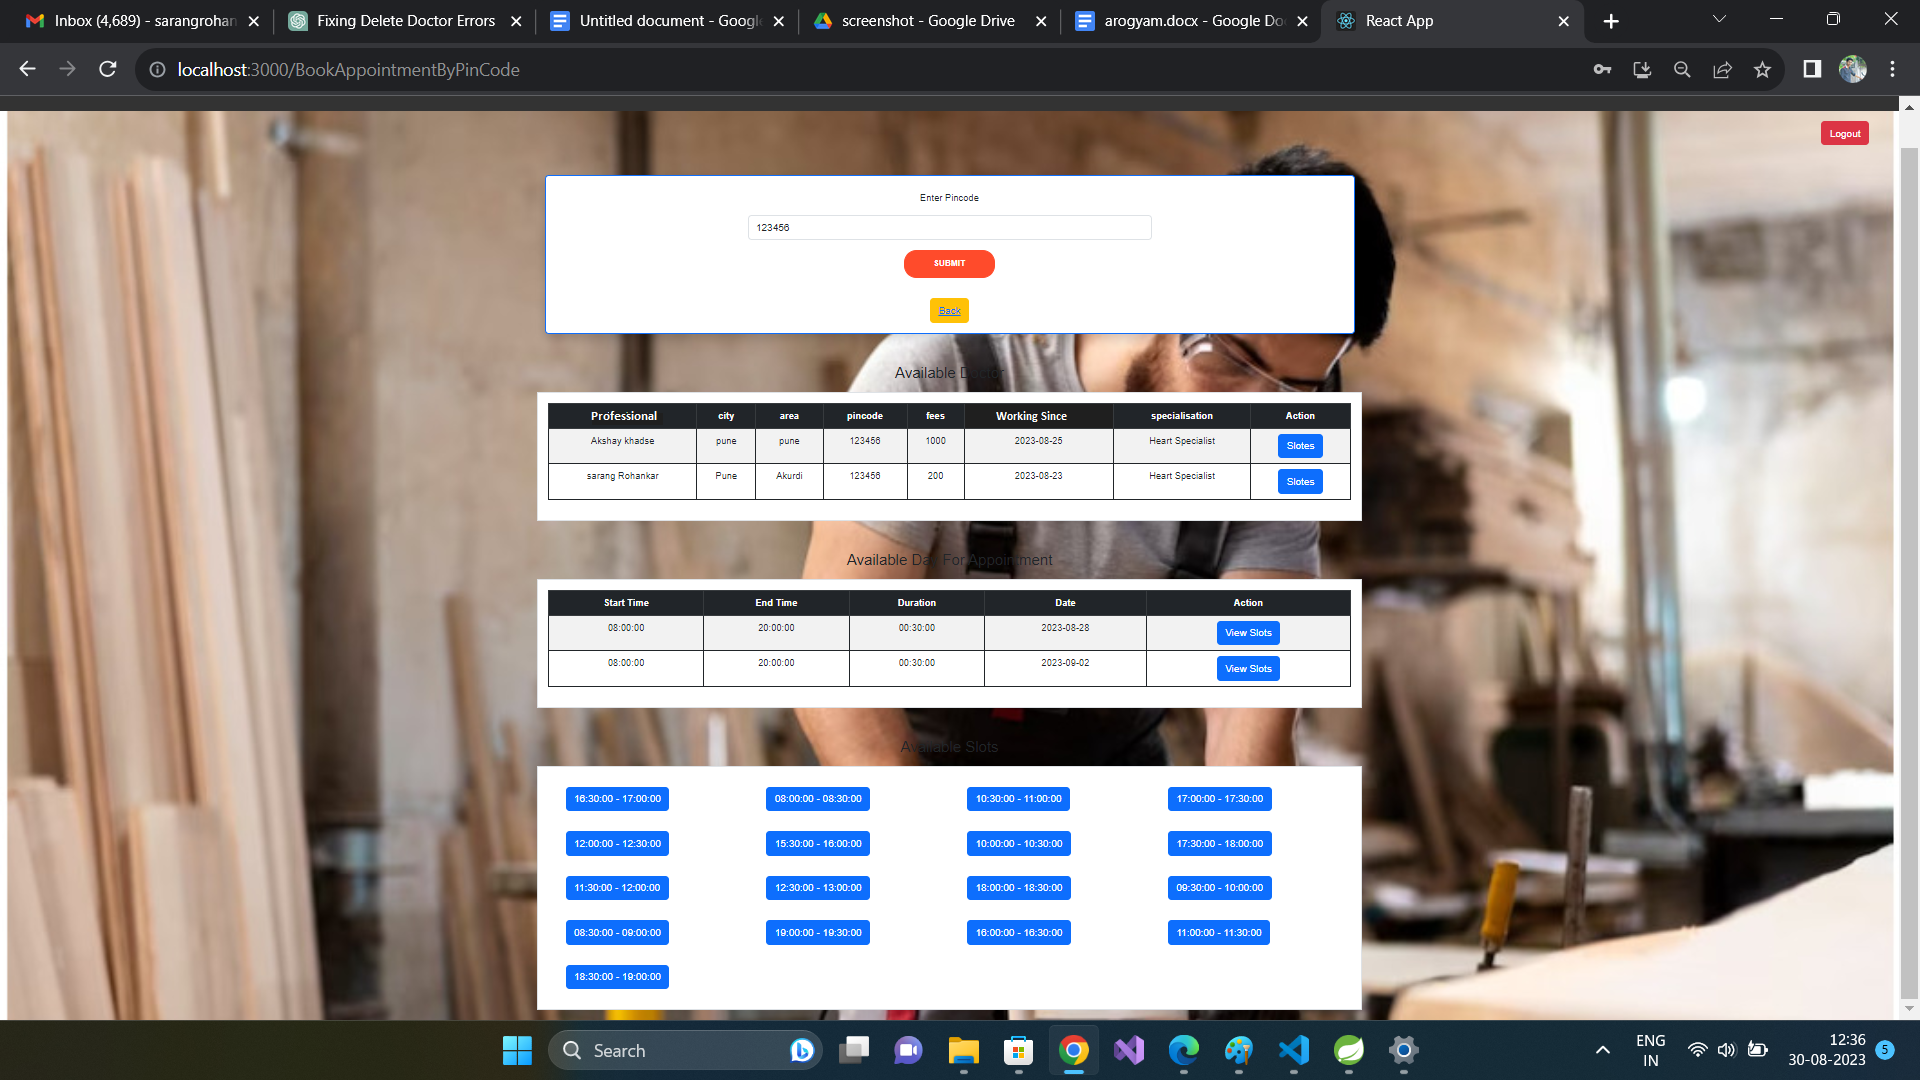 Inbox (4,689) - sarangrohan
Fixing Delete Doctor Errors
Untitled document - Google
screenshot - Google Drive
arogyam.docx - Google Do
React App
localhost:3000/BookAppointmentByPinCode
Logout
Enter Pincode
123456
SUBMIT
Back
Available Doctor
Professional city area pincode fees Working Since specialisation Action
Akshay khadse pune pune 123456 1000 2023-08-25 Heart Specialist Slotes
sarang Rohankar Pune Akurdi 123456 200 2023-08-23 Heart Specialist Slotes
Available Day For Appointment
Start Time End Time Duration Date Action
08:00:00 20:00:00 00:30:00 2023-08-28 View Slots
08:00:00 20:00:00 00:30:00 2023-09-02 View Slots
Available Slots
16:30:00 - 17:00:00 08:00:00 - 08:30:00 10:30:00 - 11:00:00 17:00:00 - 17:30:00
12:00:00 - 12:30:00 15:30:00 - 16:00:00 10:00:00 - 10:30:00 17:30:00 - 18:00:00
11:30:00 - 12:00:00 12:30:00 - 13:00:00 18:00:00 - 18:30:00 09:30:00 - 10:00:00
08:30:00 - 09:00:00 19:00:00 - 19:30:00 16:00:00 - 16:30:00 11:00:00 - 11:30:00
18:30:00 - 19:00:00
Search
ENG
IN
12:36
30-08-2023
5